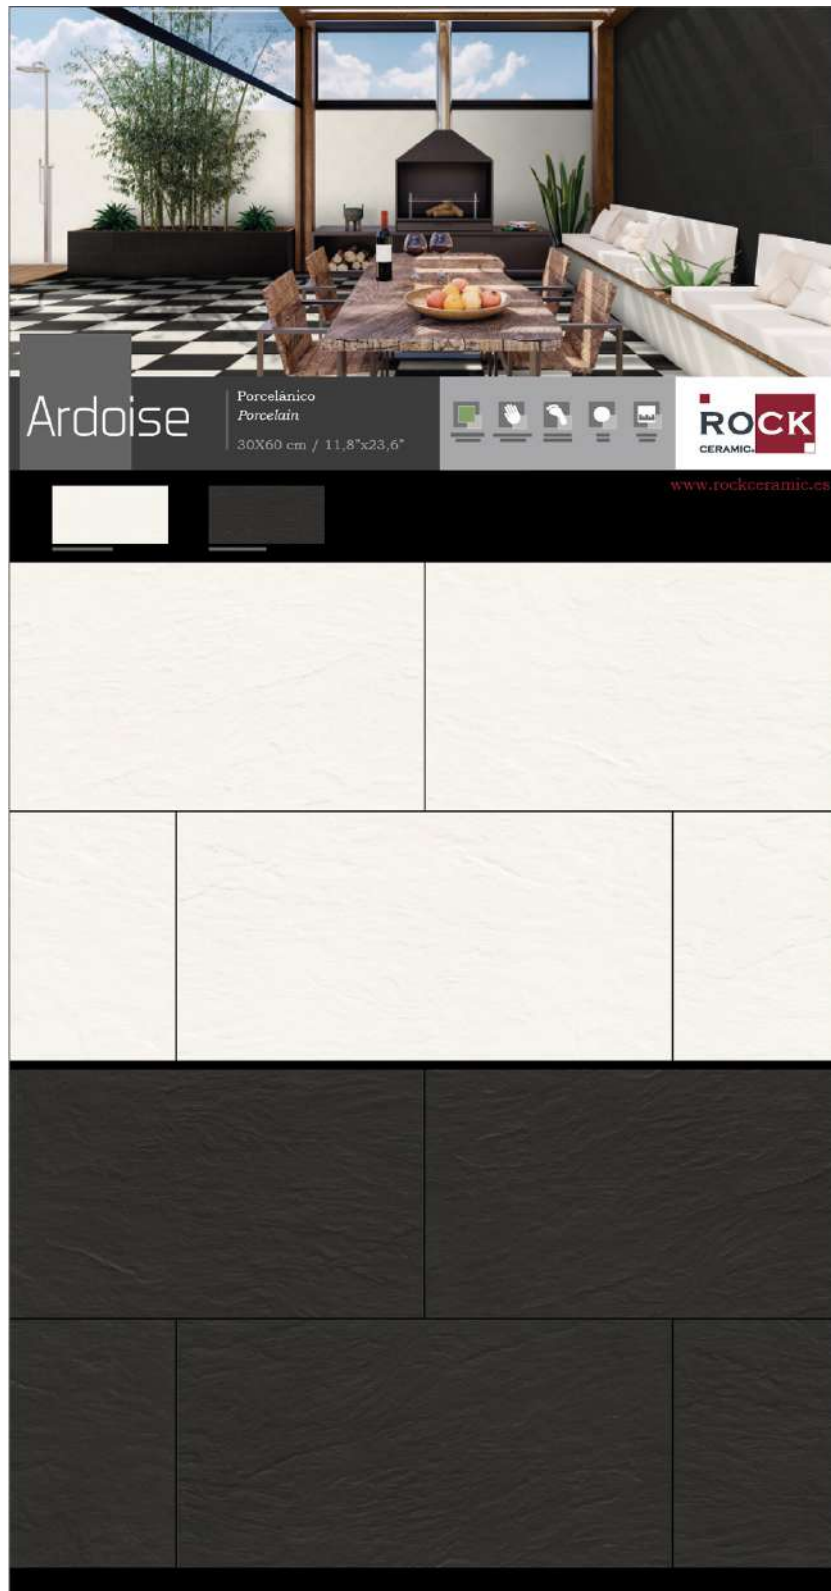 Ardoise
Porcelánico
Porcelain
30X60 cm / 11,8"x23,6"
ROCK
CERAMIC.
www.rockceramic.es